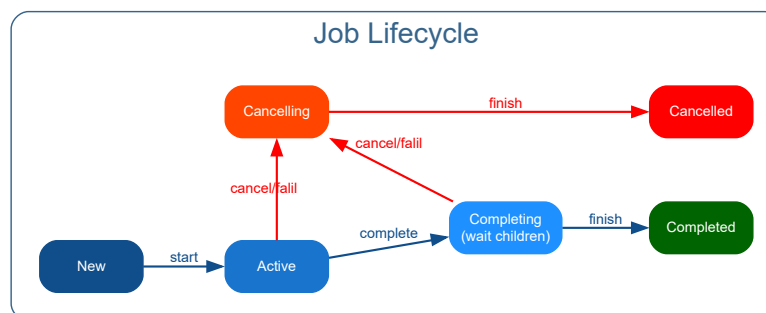 Job Lifecycle
Cancelling
finish
Cancelled
cancel/falil
cancel/falil
Completing
(wait children)
finish
Completed
complete
New
start
Active